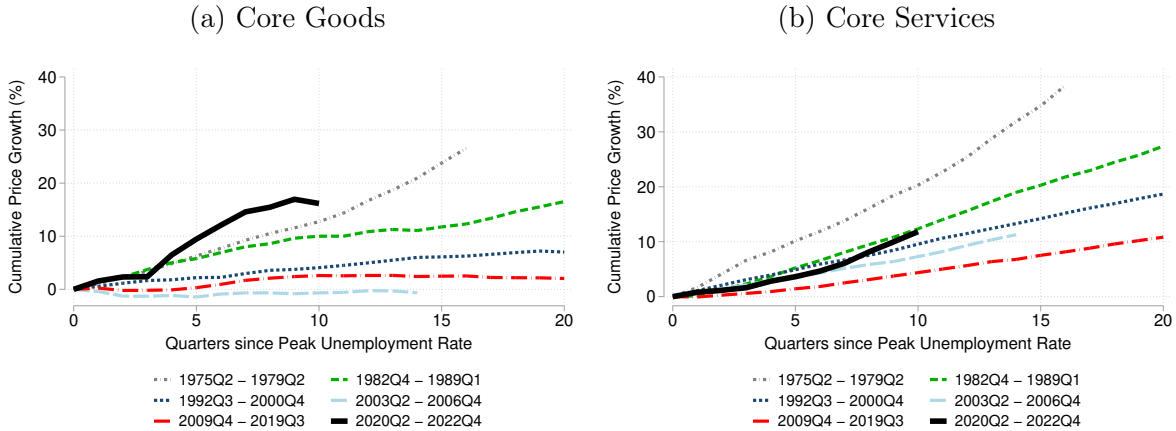 (a) Core Goods
Cumulative Price Growth (%)
40
30
20
10
0
0 5 10 15 20
Quarters since Peak Unemployment Rate
1975Q2 − 1979Q2 1982Q4 − 1989Q1
1992Q3 − 2000Q4 2003Q2 − 2006Q4
2009Q4 − 2019Q3 2020Q2 − 2022Q4
(b) Core Services
Cumulative Price Growth (%)
40
30
20
10
0
0 5 10 15 20
Quarters since Peak Unemployment Rate
1975Q2 − 1979Q2 1982Q4 − 1989Q1
1992Q3 − 2000Q4 2003Q2 − 2006Q4
2009Q4 − 2019Q3 2020Q2 − 2022Q4